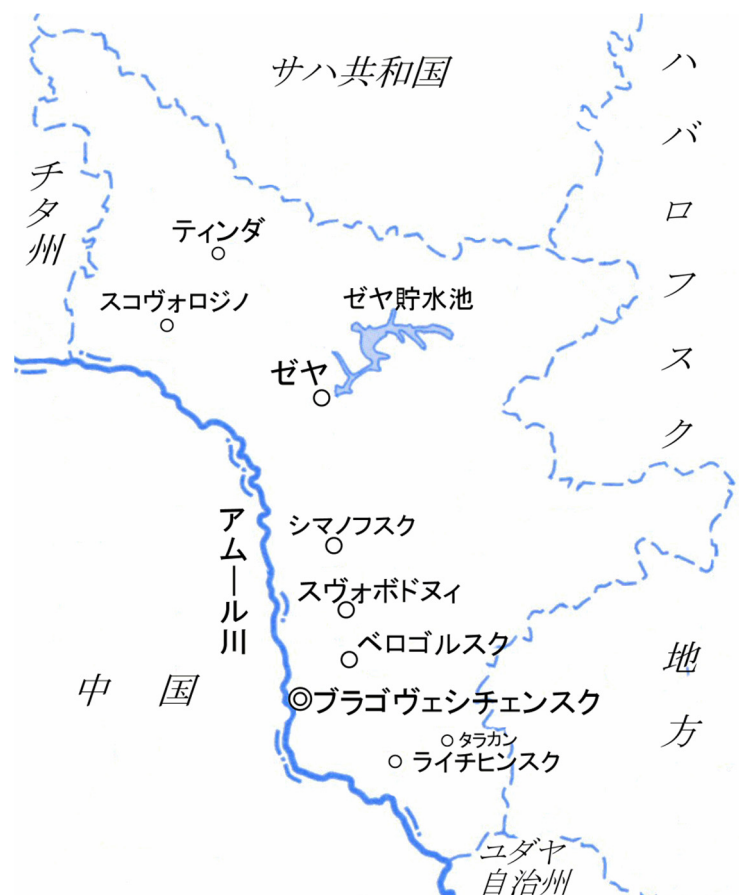 サハ共和国
ハバロフスク地方
チタ州
ティンダ
スコヴォロジノ
ゼヤ貯水池
ゼヤ
アムール川
シマノフスク
スヴォボドヌィ
ベロゴルスク
中国
ブラゴヴェシチェンスク
タラカン
ライチヒンスク
ユダヤ
自治州